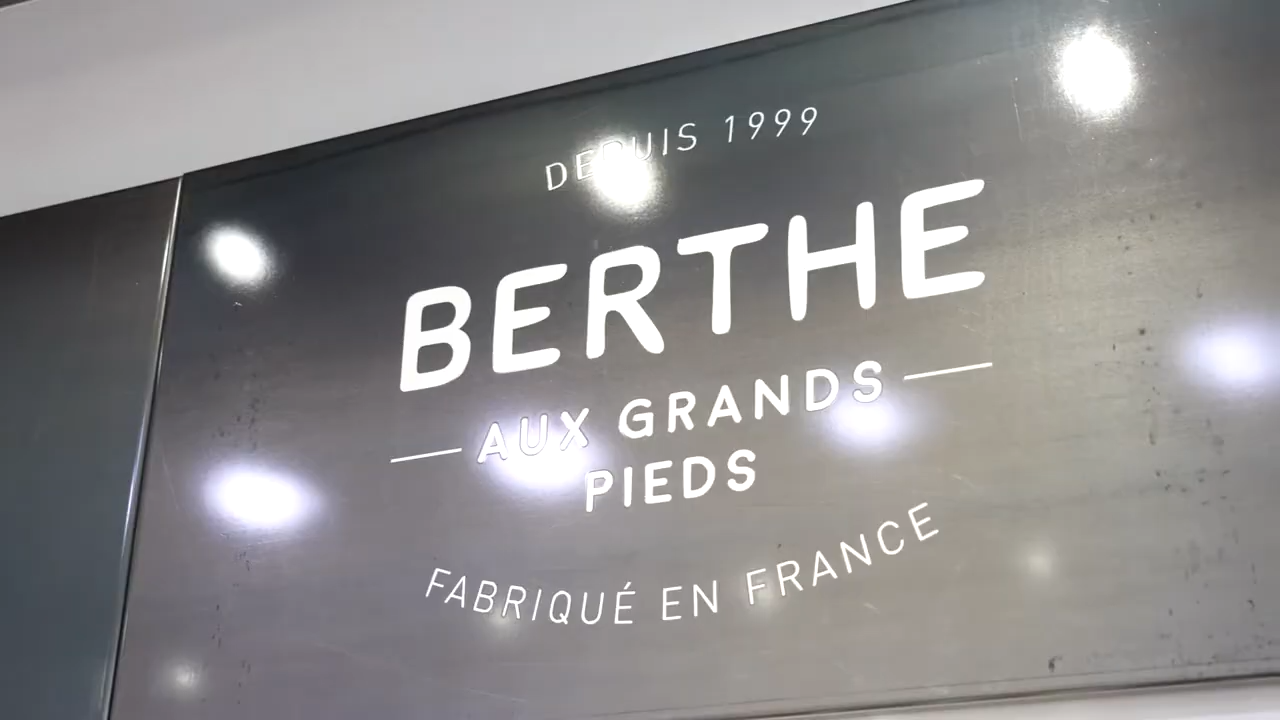 DEPUIS 1999
BERTHE
AUX GRANDS
PIEDS
FABRIQUÉ EN FRANCE